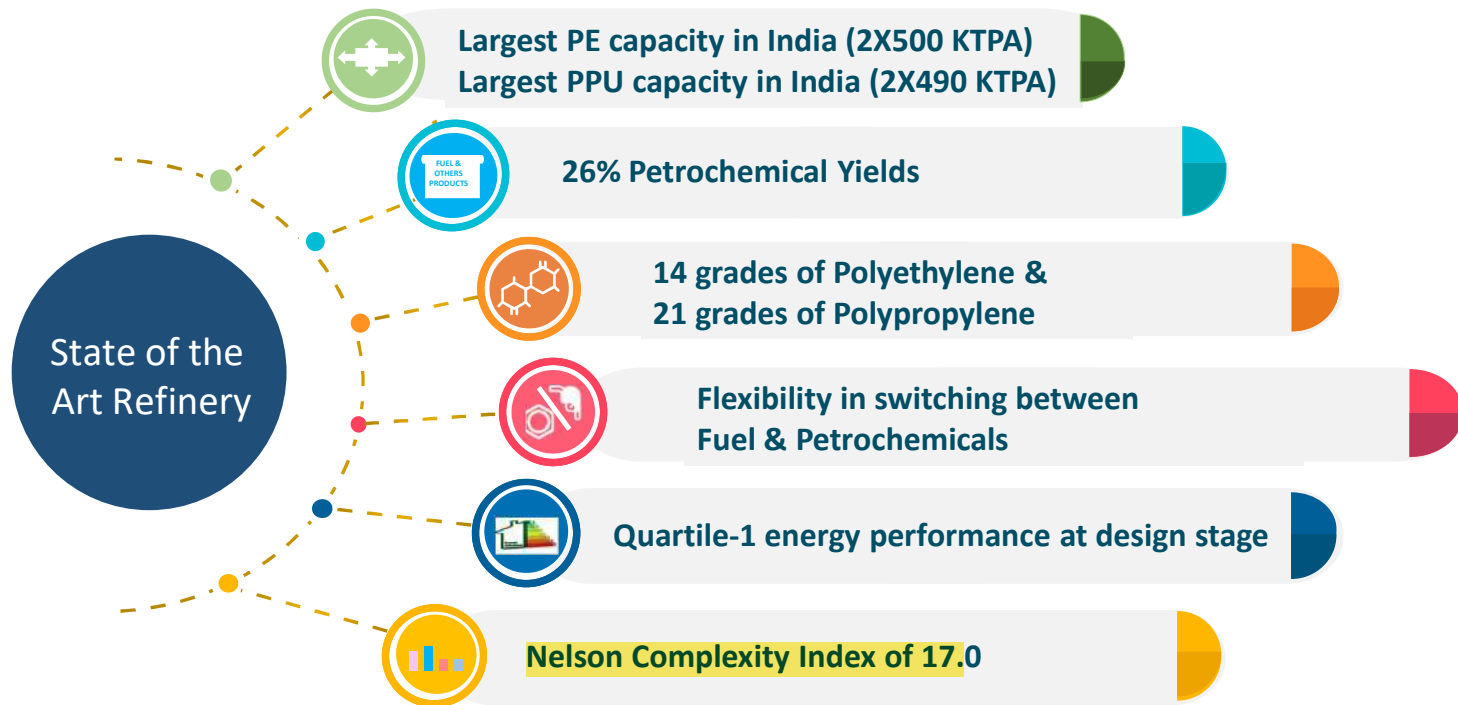 Largest PE capacity in India (2X500 KTPA)
Largest PPU capacity in India (2X490 KTPA)
FUEL &
OTHERS
PRODUCTS
26% Petrochemical Yields
14 grades of Polyethylene &
21 grades of Polypropylene
State of the
Art Refinery
Flexibility in switching between
Fuel & Petrochemicals
Quartile-1 energy performance at design stage
Nelson Complexity Index of 17.0